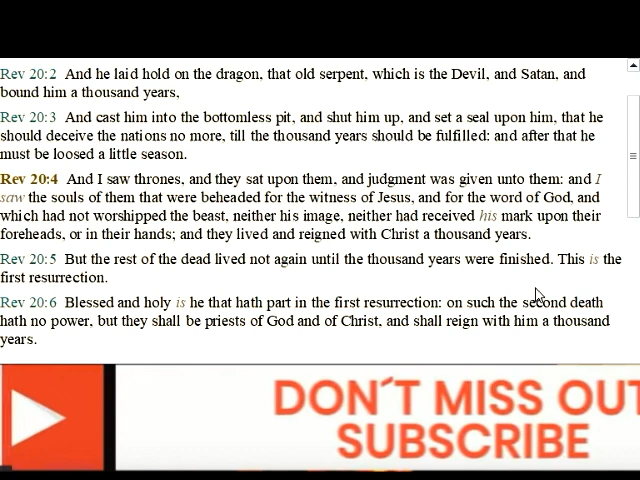 Rev 20:2 And he laid hold on the dragon, that old serpent, which is the Devil, and Satan, and
bound him a thousand years,
Rev 20:3 And cast him into the bottomless pit, and shut him up, and set a seal upon him, that he
should deceive the nations no more, till the thousand years should be fulfilled: and after that he
must be loosed a little season.
Rev 20:4 And I saw thrones, and they sat upon them, and judgment was given unto them: and I
saw the souls of them that were beheaded for the witness of Jesus, and for the word of God, and
which had not worshipped the beast, neither his image, neither had received his mark upon their
foreheads, or in their hands; and they lived and reigned with Christ a thousand years.
Rev 20:5 But the rest of the dead lived not again until the thousand years were finished. This is the
first resurrection.
Rev 20:6 Blessed and holy is he that hath part in the first resurrection: on such the second death
hath no power, but they shall be priests of God and of Christ, and shall reign with him a thousand
years.
DON´T MISS OUT
SUBSCRIBE